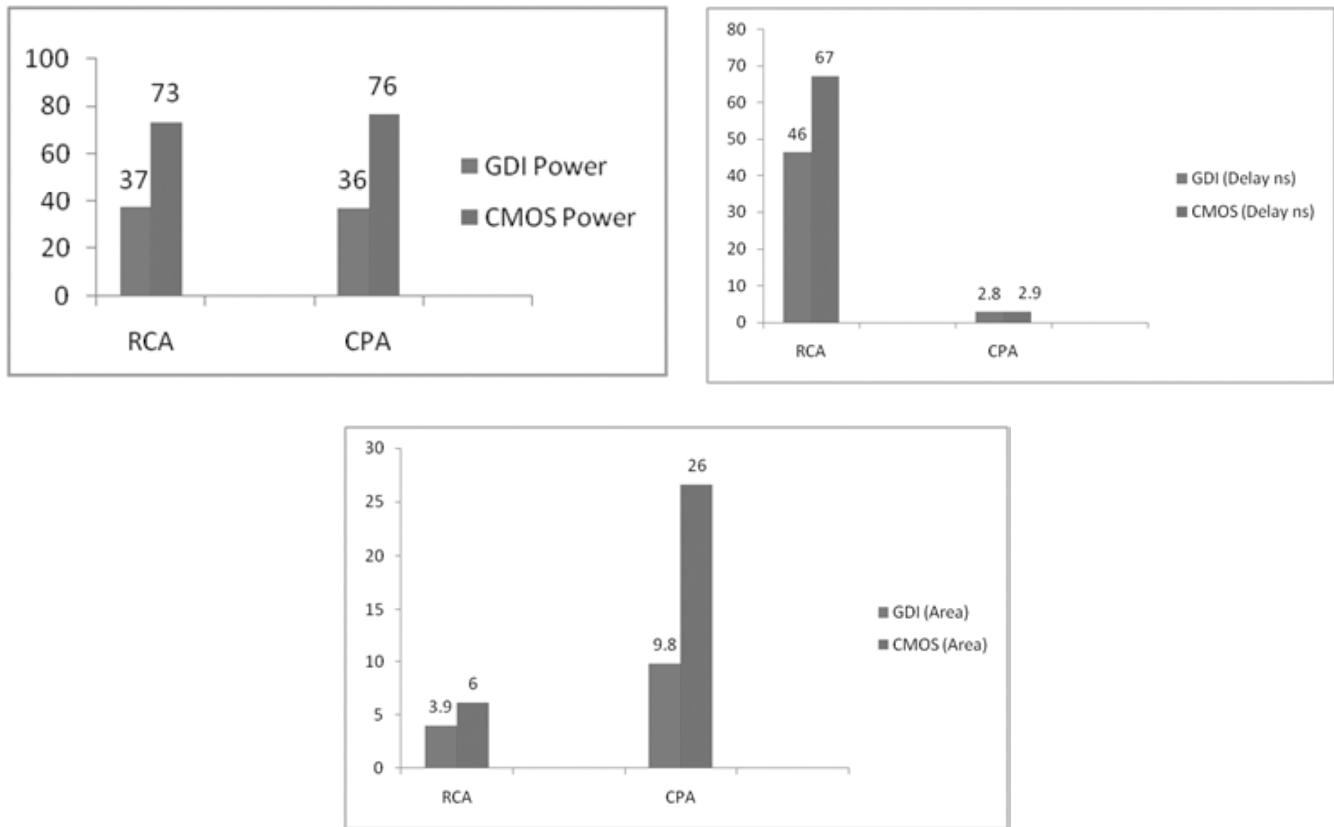 100
80
60
40
20
0
73
37
76
36
RCA
CPA
GDI Power
CMOS Power
80
70
60
50
40
30
20
10
0
67
46
2.8 2.9
RCA
CPA
GDI (Delay ns)
CMOS (Delay ns)
30
25
20
15
10
5
0
3.9
6
9.8
26
RCA
CPA
GDI (Area)
CMOS (Area)